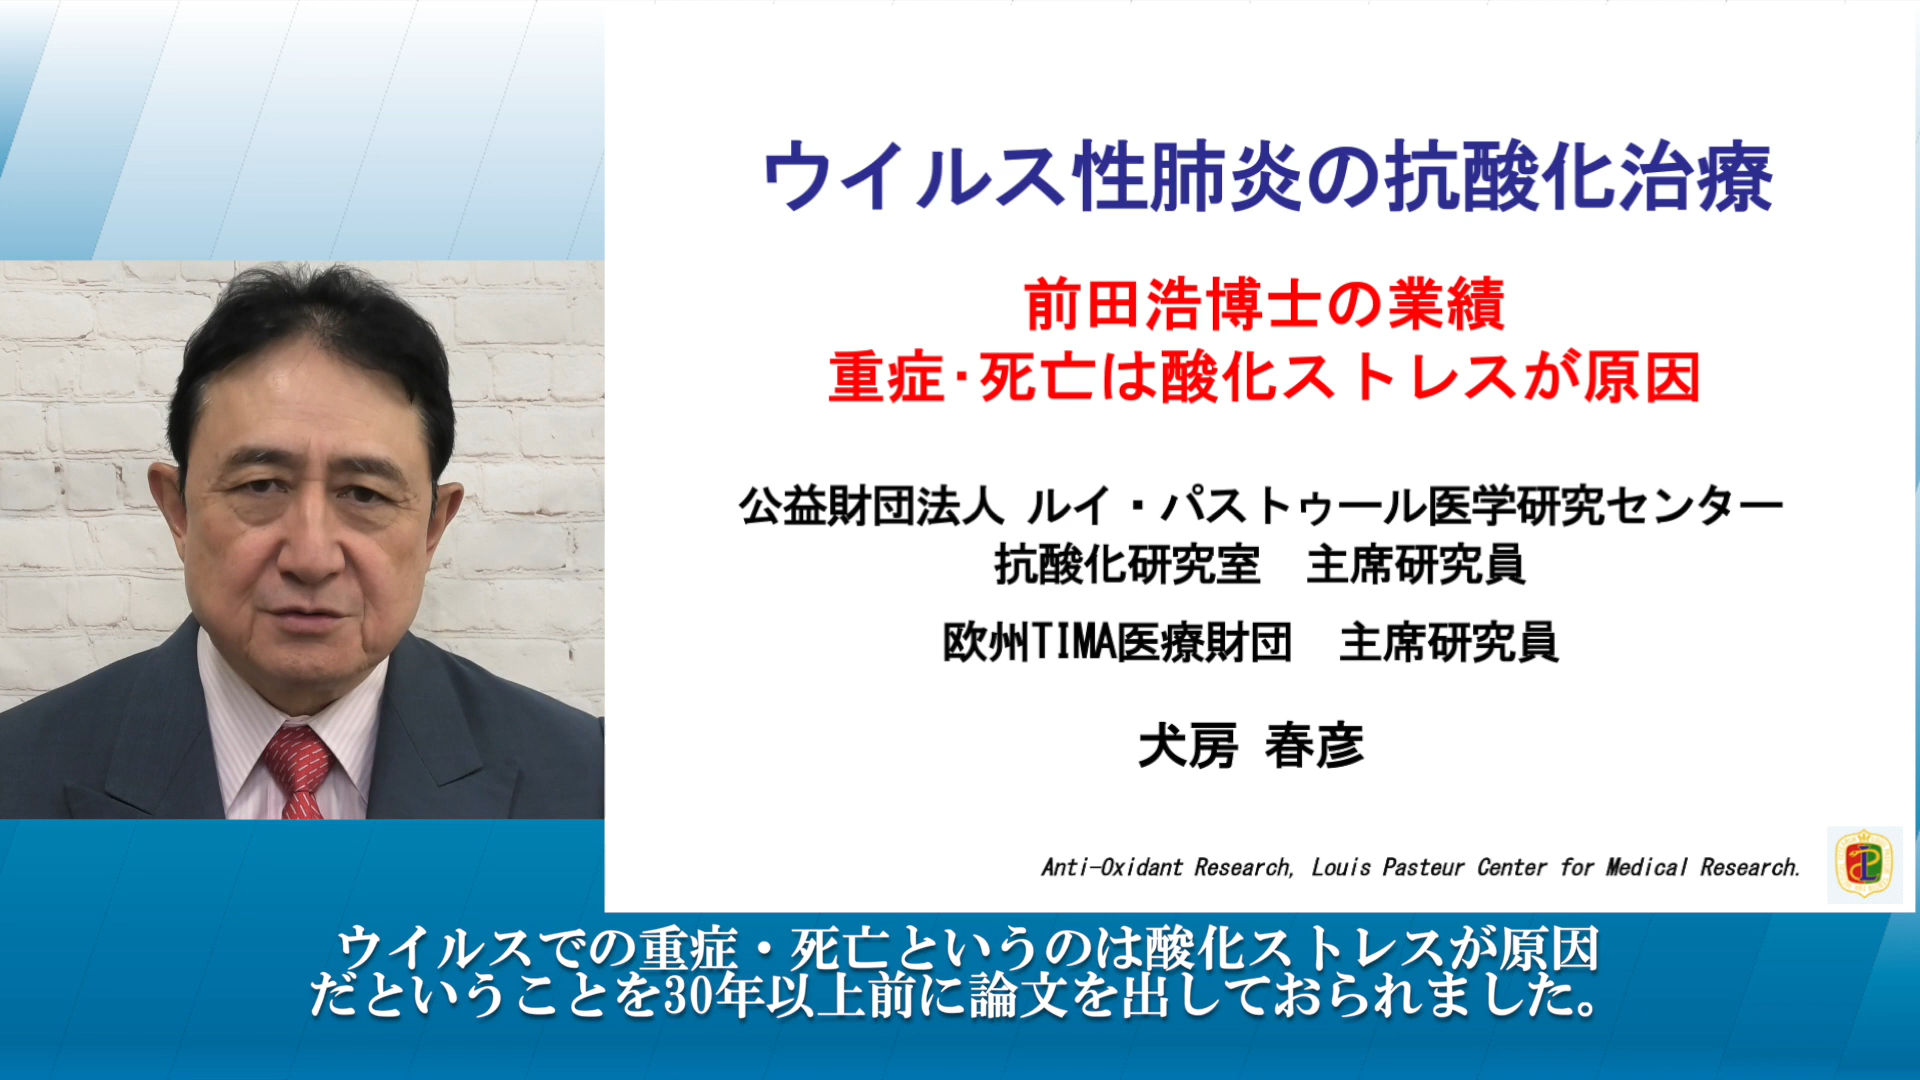 ウイルス性肺炎の抗酸化治療
前田浩博士の業績
重症・死亡は酸化ストレスが原因
公益財団法人 ルイ・パストゥール医学研究センター
抗酸化研究室　主席研究員
欧州TIMA医療財団　主席研究員
犬房 春彦
Anti-Oxidant Research, Louis Pasteur Center for Medical Research.
ウイルスでの重症・死亡というのは酸化ストレスが原因
だということを30年以上前に論文を出しておられました。